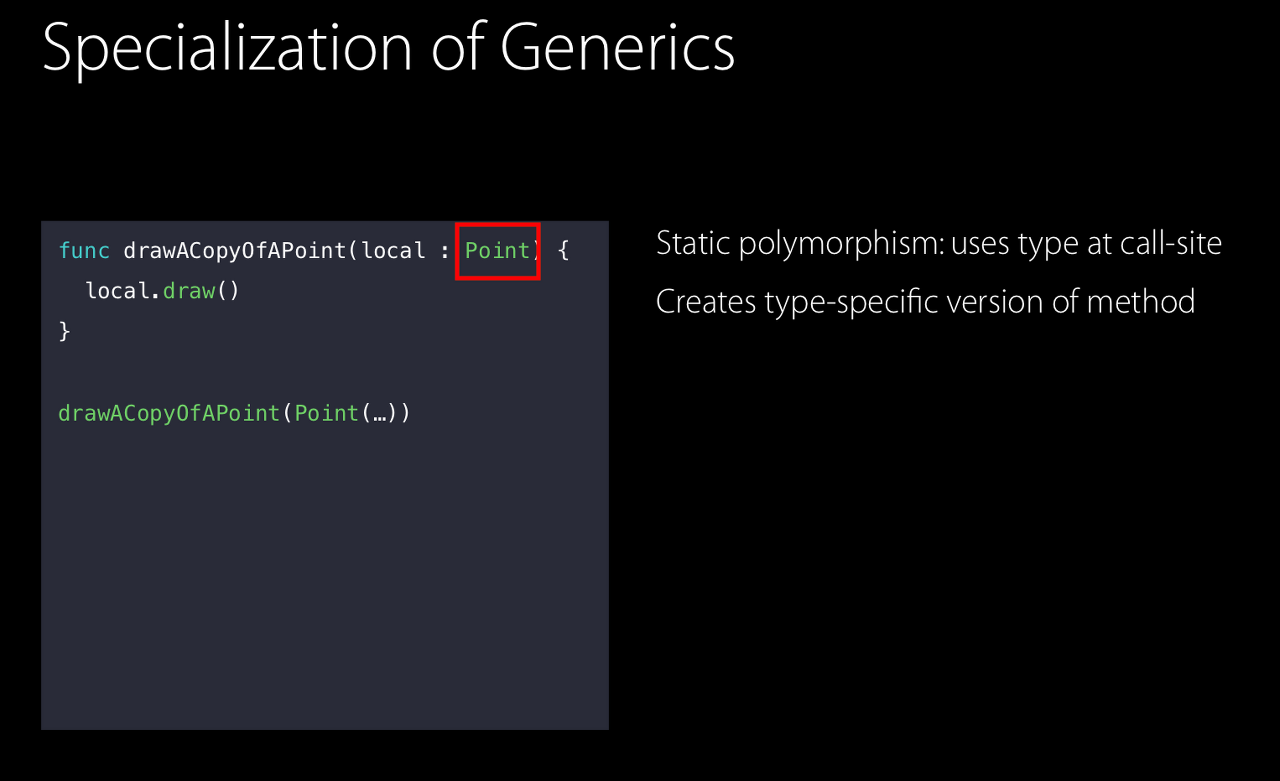 Specialization of Generics
func drawACopyOfAPoint(local : Point) {
local.draw()
}
drawACopyOfAPoint(Point(…))
Static polymorphism: uses type at call-site
Creates type-specific version of method